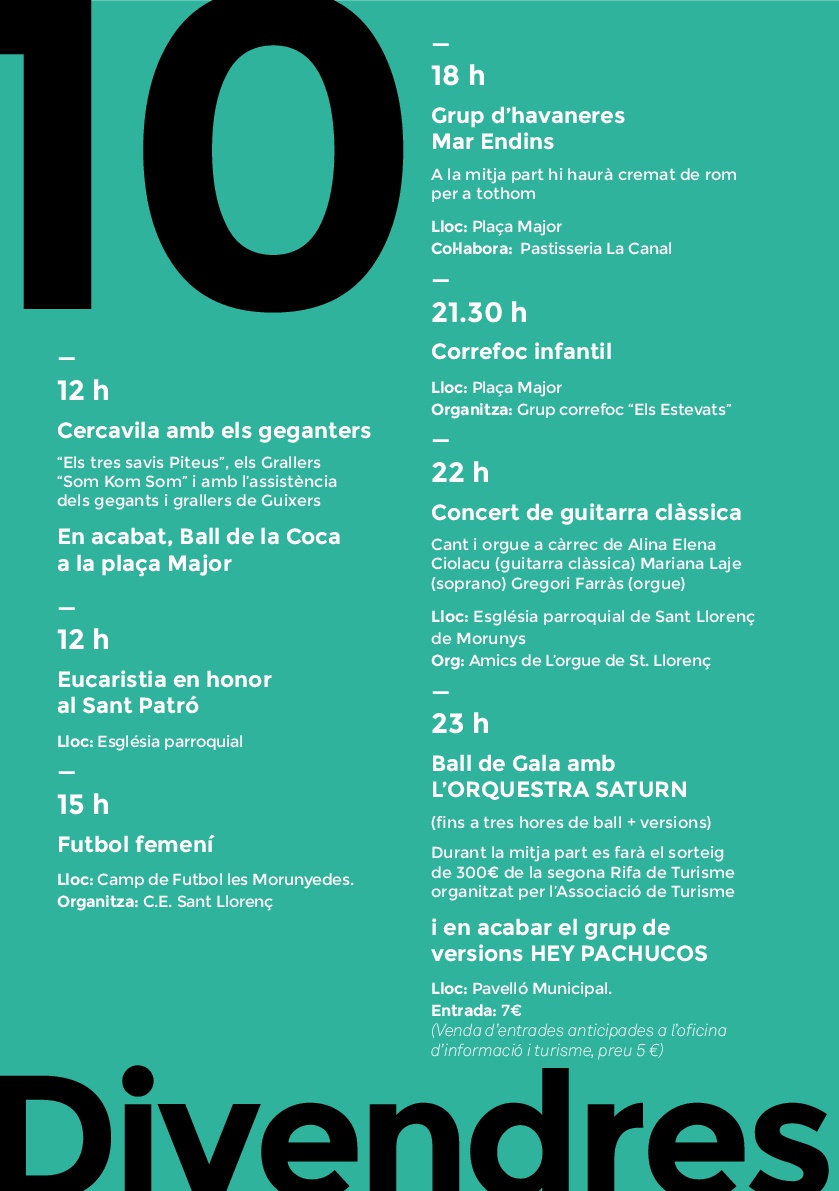 10
–
12 h
Cercavila amb els geganters
“Els tres savis Piteus”, els Grallers
“Som Kom Som” i amb l’assistència
dels gegants i grallers de Guixers
En acabat, Ball de la Coca
a la plaça Major
–
12 h
Eucaristia en honor
al Sant Patró
Lloc: Església parroquial
–
15 h
Futbol femení
Lloc: Camp de Futbol les Morunyedes.
Organitza: C.E. Sant Llorenç
–
18 h
Grup d’havaneres
Mar Endins
A la mitja part hi haurà cremat de rom
per a tothom
Lloc: Plaça Major
Col·labora: Pastisseria La Canal
–
21.30 h
Correfoc infantil
Lloc: Plaça Major
Organitza: Grup correfoc “Els Estevats”
–
22 h
Concert de guitarra clàssica
Cant i orgue a càrrec de Alina Elena
Ciolacu (guitarra clàssica) Mariana Laje
(soprano) Gregori Farràs (orgue)
Lloc: Església parroquial de Sant Llorenç
de Morunys
Org: Amics de L’orgue de St. Llorenç
–
23 h
Ball de Gala amb
L’ORQUESTRA SATURN
(fins a tres hores de ball + versions)
Durant la mitja part es farà el sorteig
de 300€ de la segona Rifa de Turisme
organitzat per l’Associació de Turisme
i en acabar el grup de
versions HEY PACHUCOS
Lloc: Pavelló Municipal.
Entrada: 7€
(Venda d’entrades anticipades a l’oficina
d’informació i turisme, preu 5 €)
Divendres